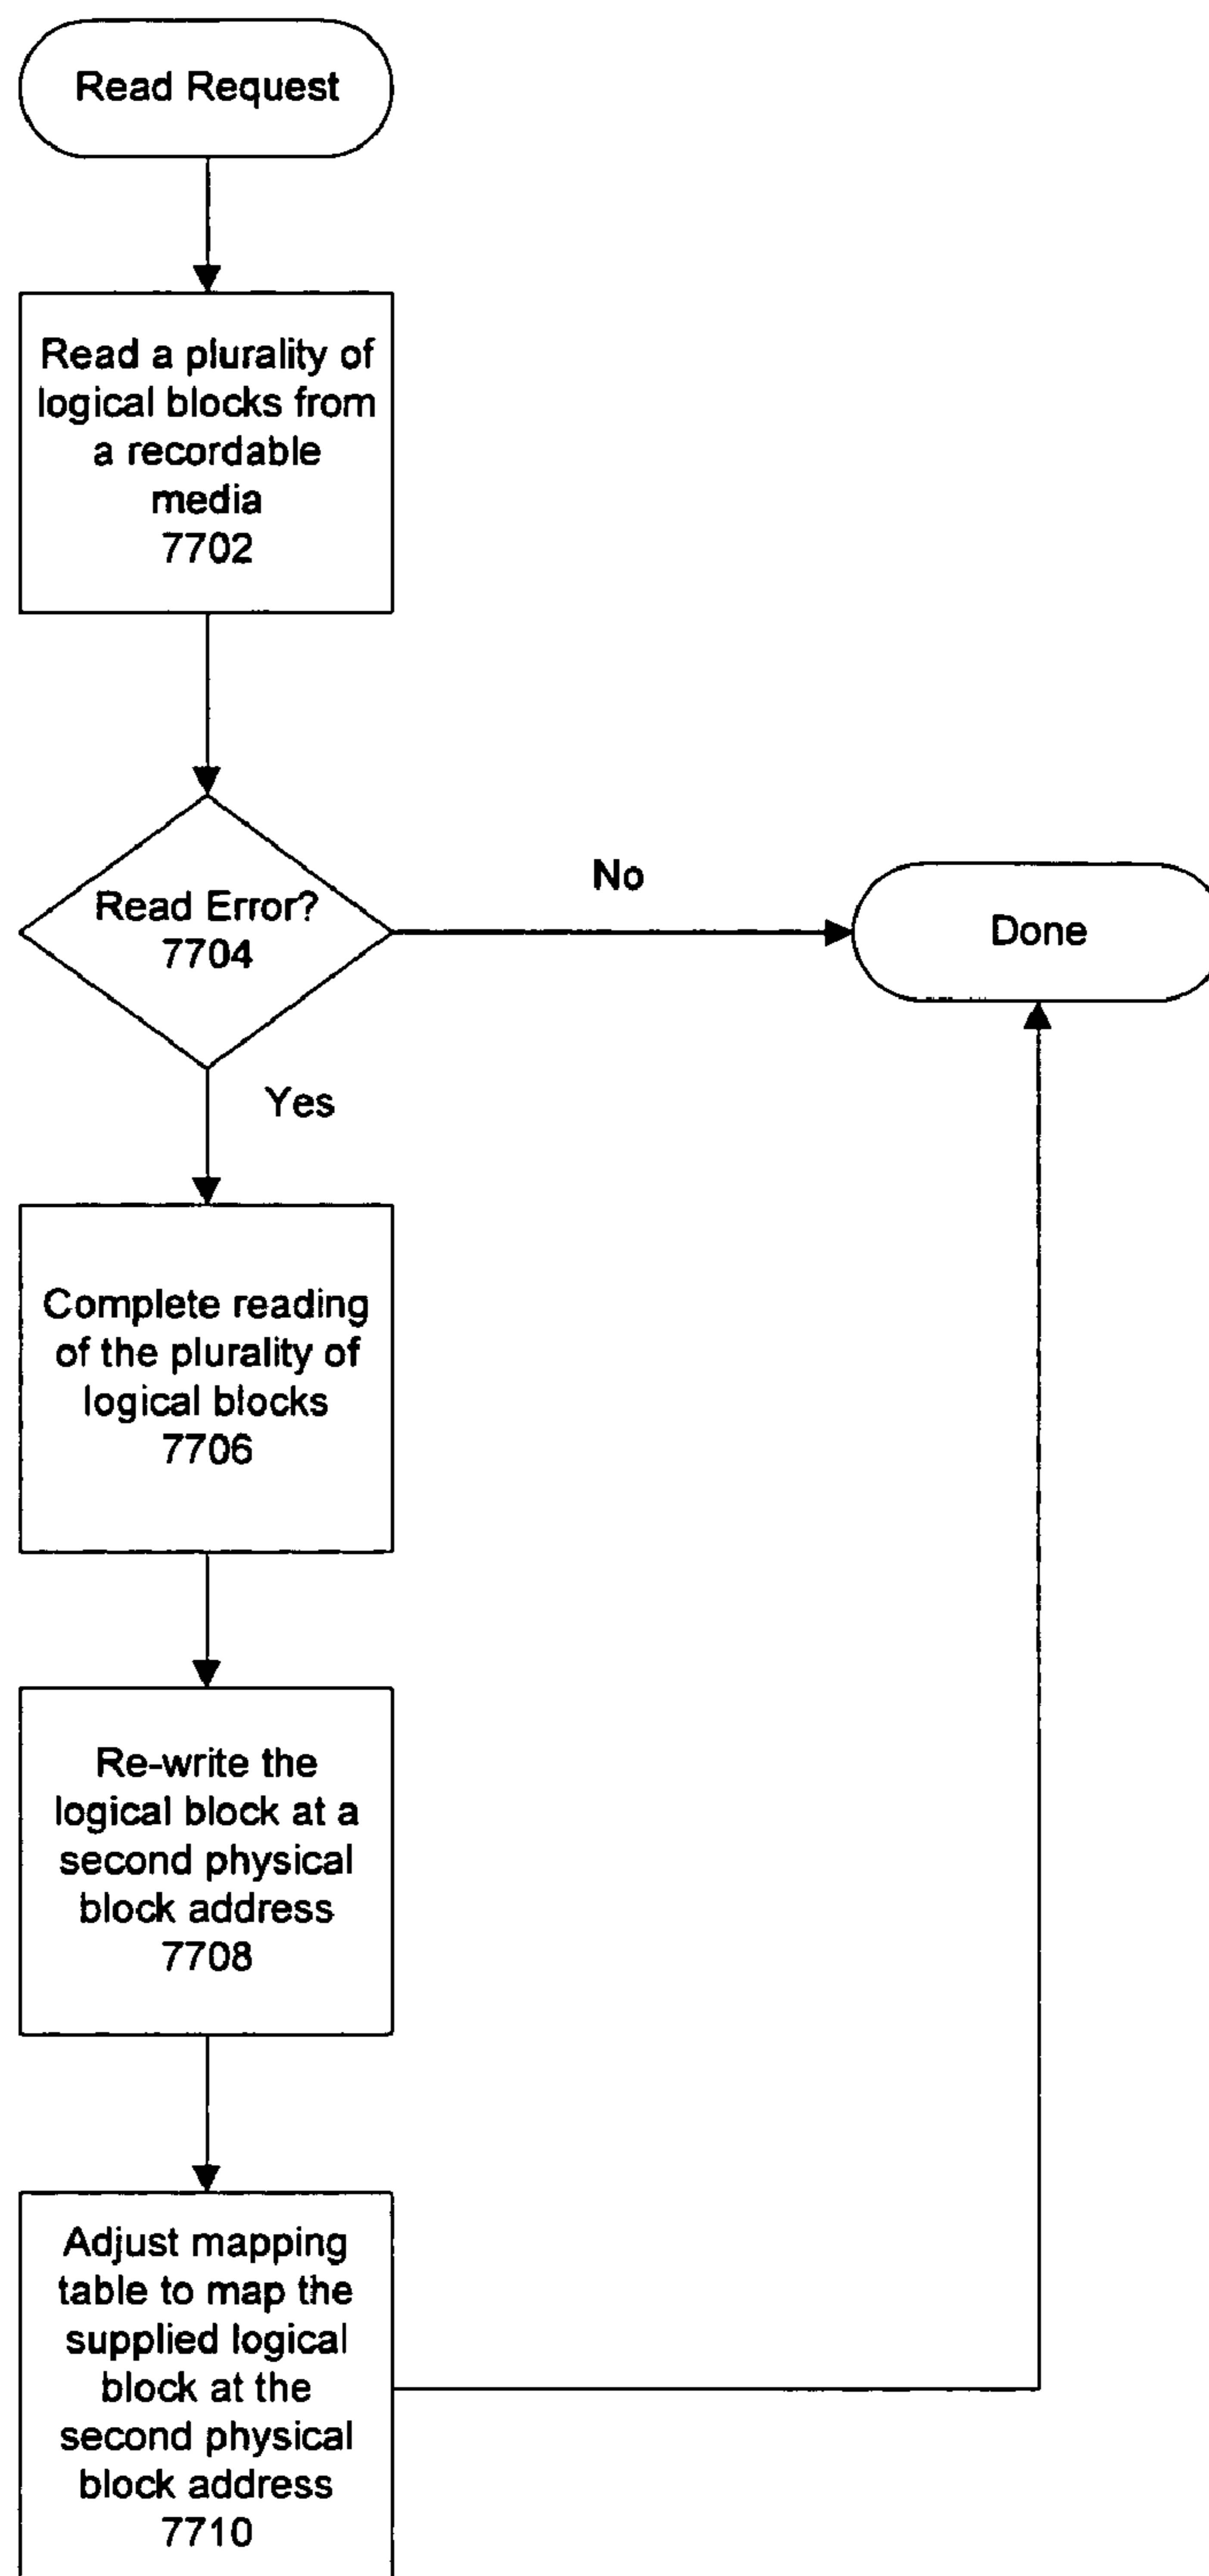 Read Request
Read a plurality of
logical blocks from
a recordable
media
7702
Read Error?
7704
No
Done
Yes
Complete reading
of the plurality of
logical blocks
7706
Re-write the
logical block at a
second physical
block address
7708
Adjust mapping
table to map the
supplied logical
block at the
second physical
block address
7710